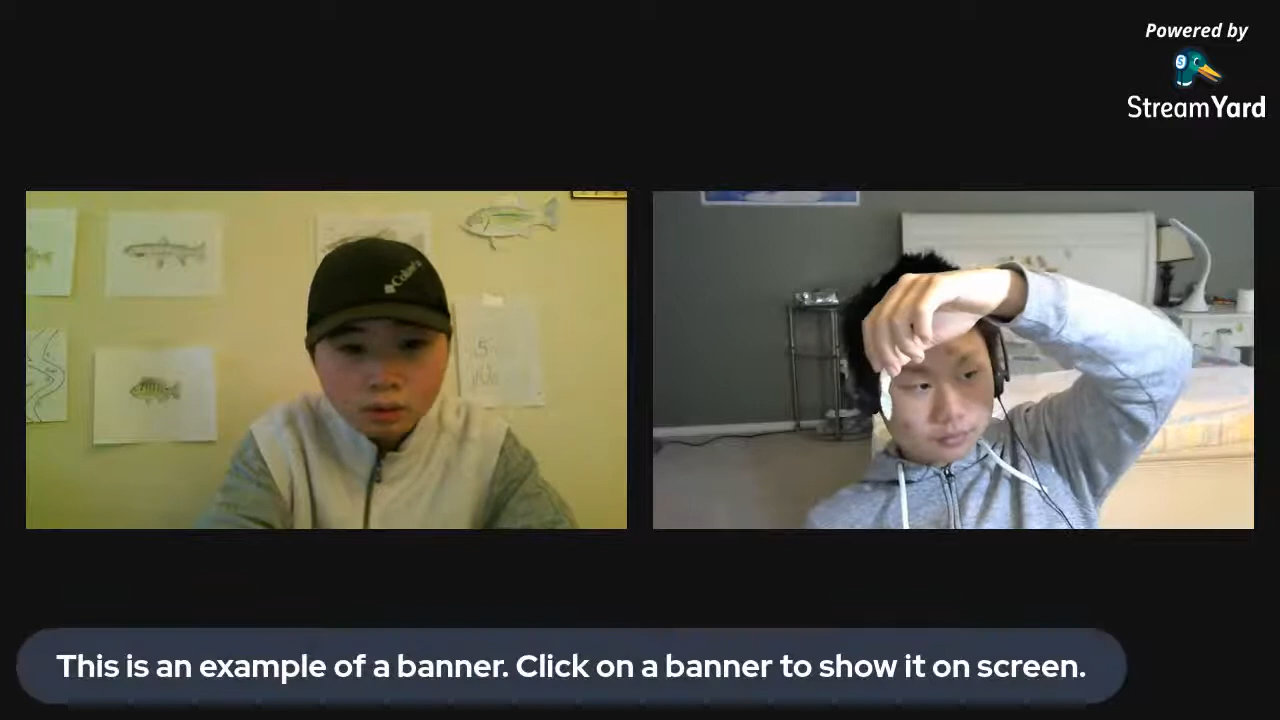 Powered by
StreamYard
Columbia
This is an example of a banner. Click on a banner to show it on screen.